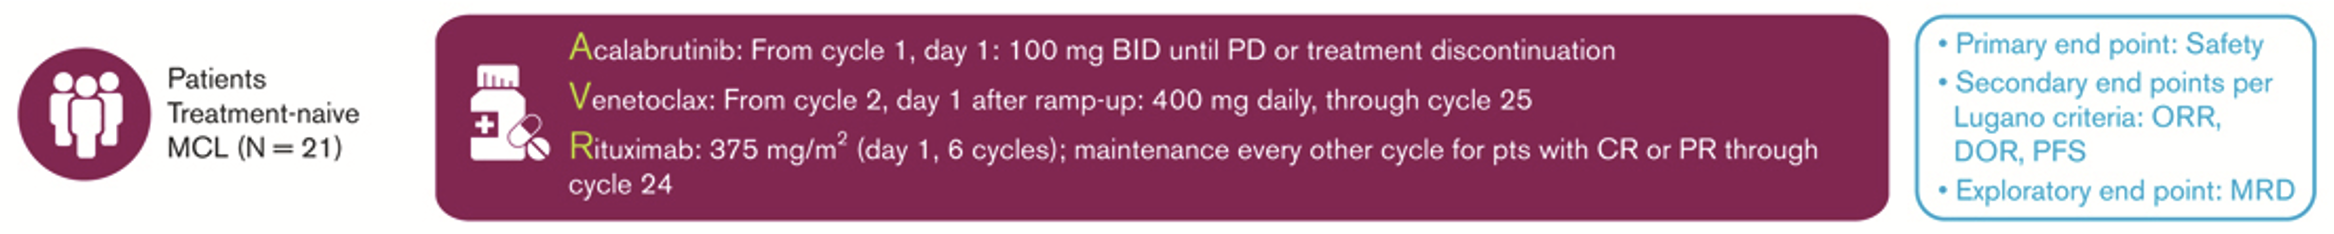 Patients
Treatment-naive
MCL (N = 21)
Acalabrutinib: From cycle 1, day 1: 100 mg BID until PD or treatment discontinuation
Venetoclax: From cycle 2, day 1 after ramp-up: 400 mg daily, through cycle 25
Rituximab: 375 mg/m² (day 1, 6 cycles); maintenance every other cycle for pts with CR or PR through
cycle 24
• Primary end point: Safety
• Secondary end points per
Lugano criteria: ORR,
DOR, PFS
• Exploratory end point: MRD